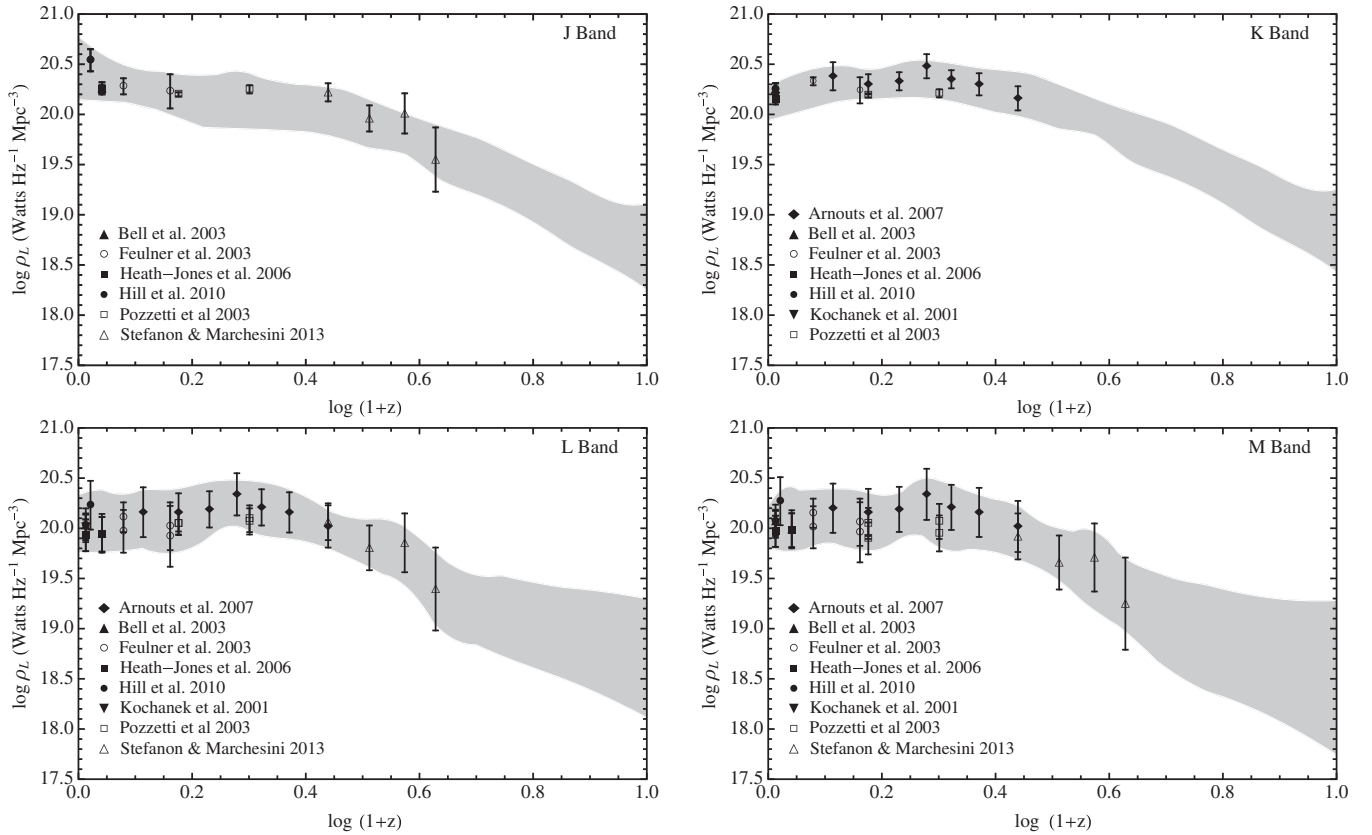 J Band
21.0
20.5
20.0
19.5
19.0
18.5
18.0
17.5
log ρL (Watts Hz−1 Mpc−3)
Bell et al. 2003
Feulner et al. 2003
Heath−Jones et al. 2006
Hill et al. 2010
Pozzetti et al 2003
Stefanon & Marchesini 2013
0.0 0.2 0.4 0.6 0.8 1.0
log (1+z)
K Band
21.0
20.5
20.0
19.5
19.0
18.5
18.0
17.5
log ρL (Watts Hz−1 Mpc−3)
Arnouts et al. 2007
Bell et al. 2003
Feulner et al. 2003
Heath−Jones et al. 2006
Hill et al. 2010
Kochanek et al. 2001
Pozzetti et al 2003
0.0 0.2 0.4 0.6 0.8 1.0
log (1+z)
L Band
21.0
20.5
20.0
19.5
19.0
18.5
18.0
17.5
log ρL (Watts Hz−1 Mpc−3)
Arnouts et al. 2007
Bell et al. 2003
Feulner et al. 2003
Heath−Jones et al. 2006
Hill et al. 2010
Kochanek et al. 2001
Pozzetti et al 2003
Stefanon & Marchesini 2013
0.0 0.2 0.4 0.6 0.8 1.0
log (1+z)
M Band
21.0
20.5
20.0
19.5
19.0
18.5
18.0
17.5
log ρL (Watts Hz−1 Mpc−3)
Arnouts et al. 2007
Bell et al. 2003
Feulner et al. 2003
Heath−Jones et al. 2006
Hill et al. 2010
Kochanek et al. 2001
Pozzetti et al 2003
Stefanon & Marchesini 2013
0.0 0.2 0.4 0.6 0.8 1.0
log (1+z)